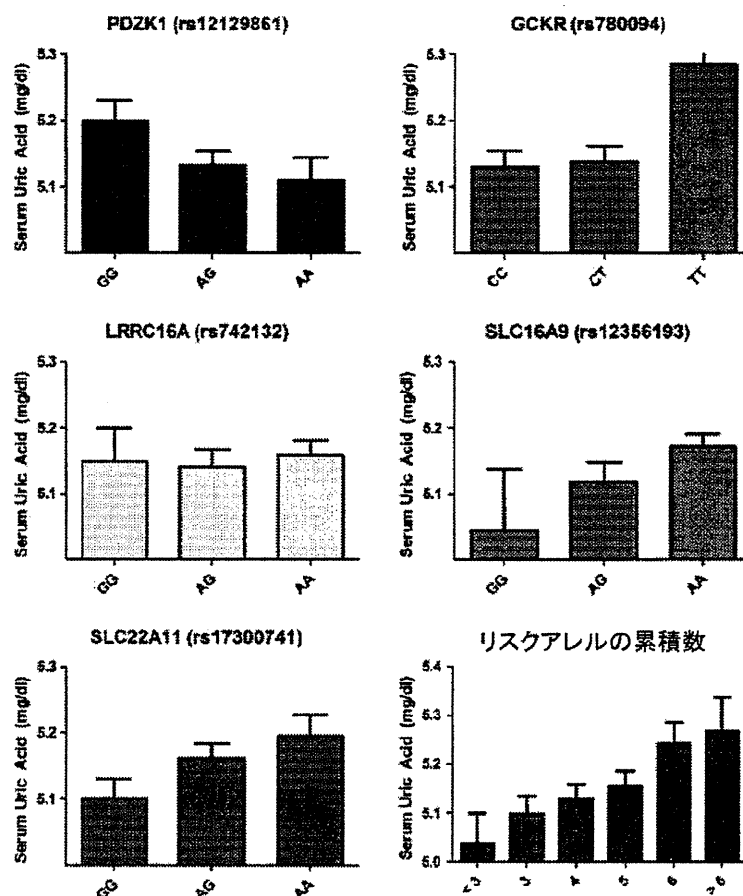 PDZK1 (rs12129861)
Serum Uric Acid (mg/dl)
5.3
5.2
5.1
GG
AG
AA
GCKR (rs780094)
Serum Uric Acid (mg/dl)
5.3
5.2
5.1
CC
CT
TT
LRRC16A (rs742132)
Serum Uric Acid (mg/dl)
5.3
5.2
5.1
GG
AG
AA
SLC16A9 (rs12356193)
Serum Uric Acid (mg/dl)
5.3
5.2
5.1
GG
AG
AA
SLC22A11 (rs17300741)
Serum Uric Acid (mg/dl)
5.3
5.2
5.1
GG
AG
AA
リスクアレルの累積数
Serum Uric Acid (mg/dl)
5.4
5.3
5.2
5.1
5.0
3
4
5
6